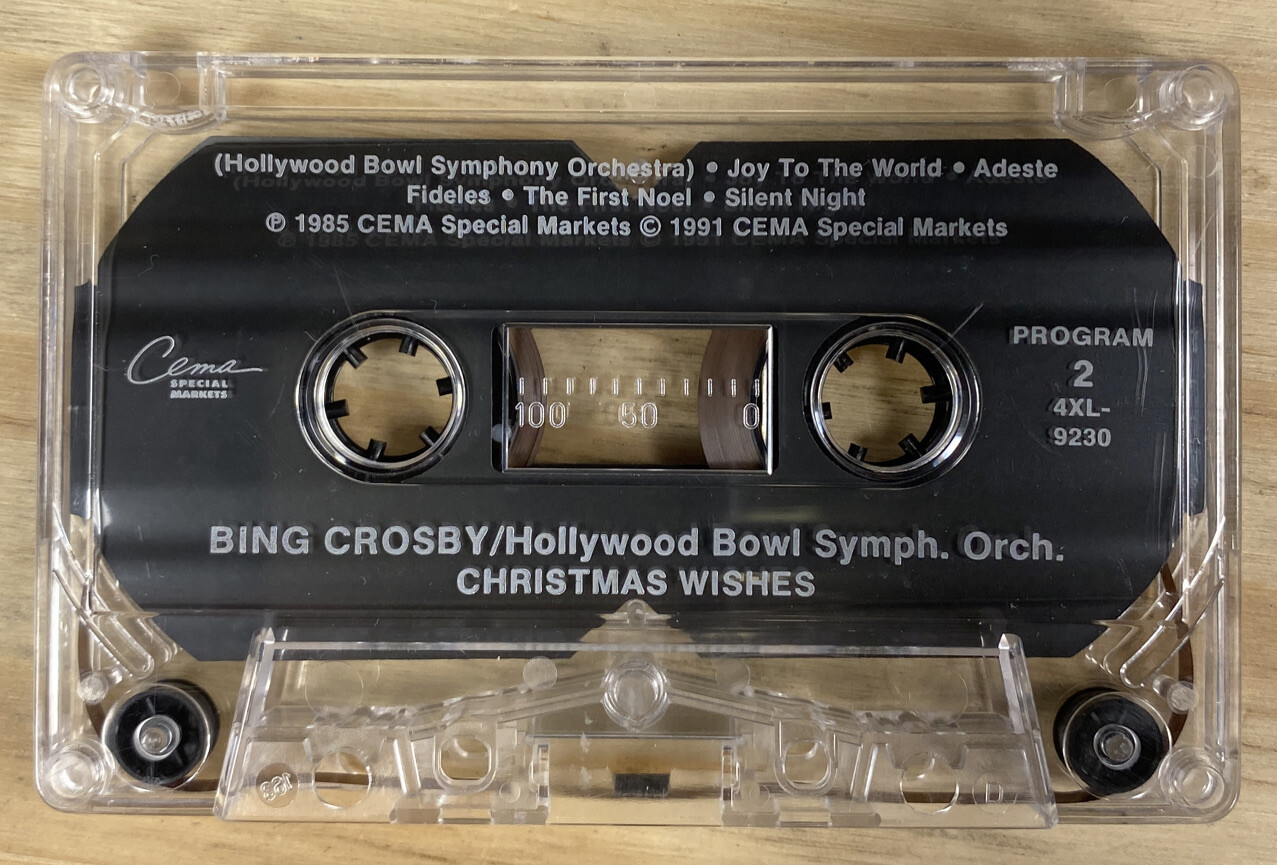 (Hollywood Bowl Symphony Orchestra) • Joy To The World • Adeste
Fideles • The First Noel • Silent Night
℗ 1985 CEMA Special Markets © 1991 CEMA Special Markets
Cema
SPECIAL
MARKETS
100 50 0
PROGRAM
2
4XL-
9230
BING CROSBY/Hollywood Bowl Symph. Orch.
CHRISTMAS WISHES